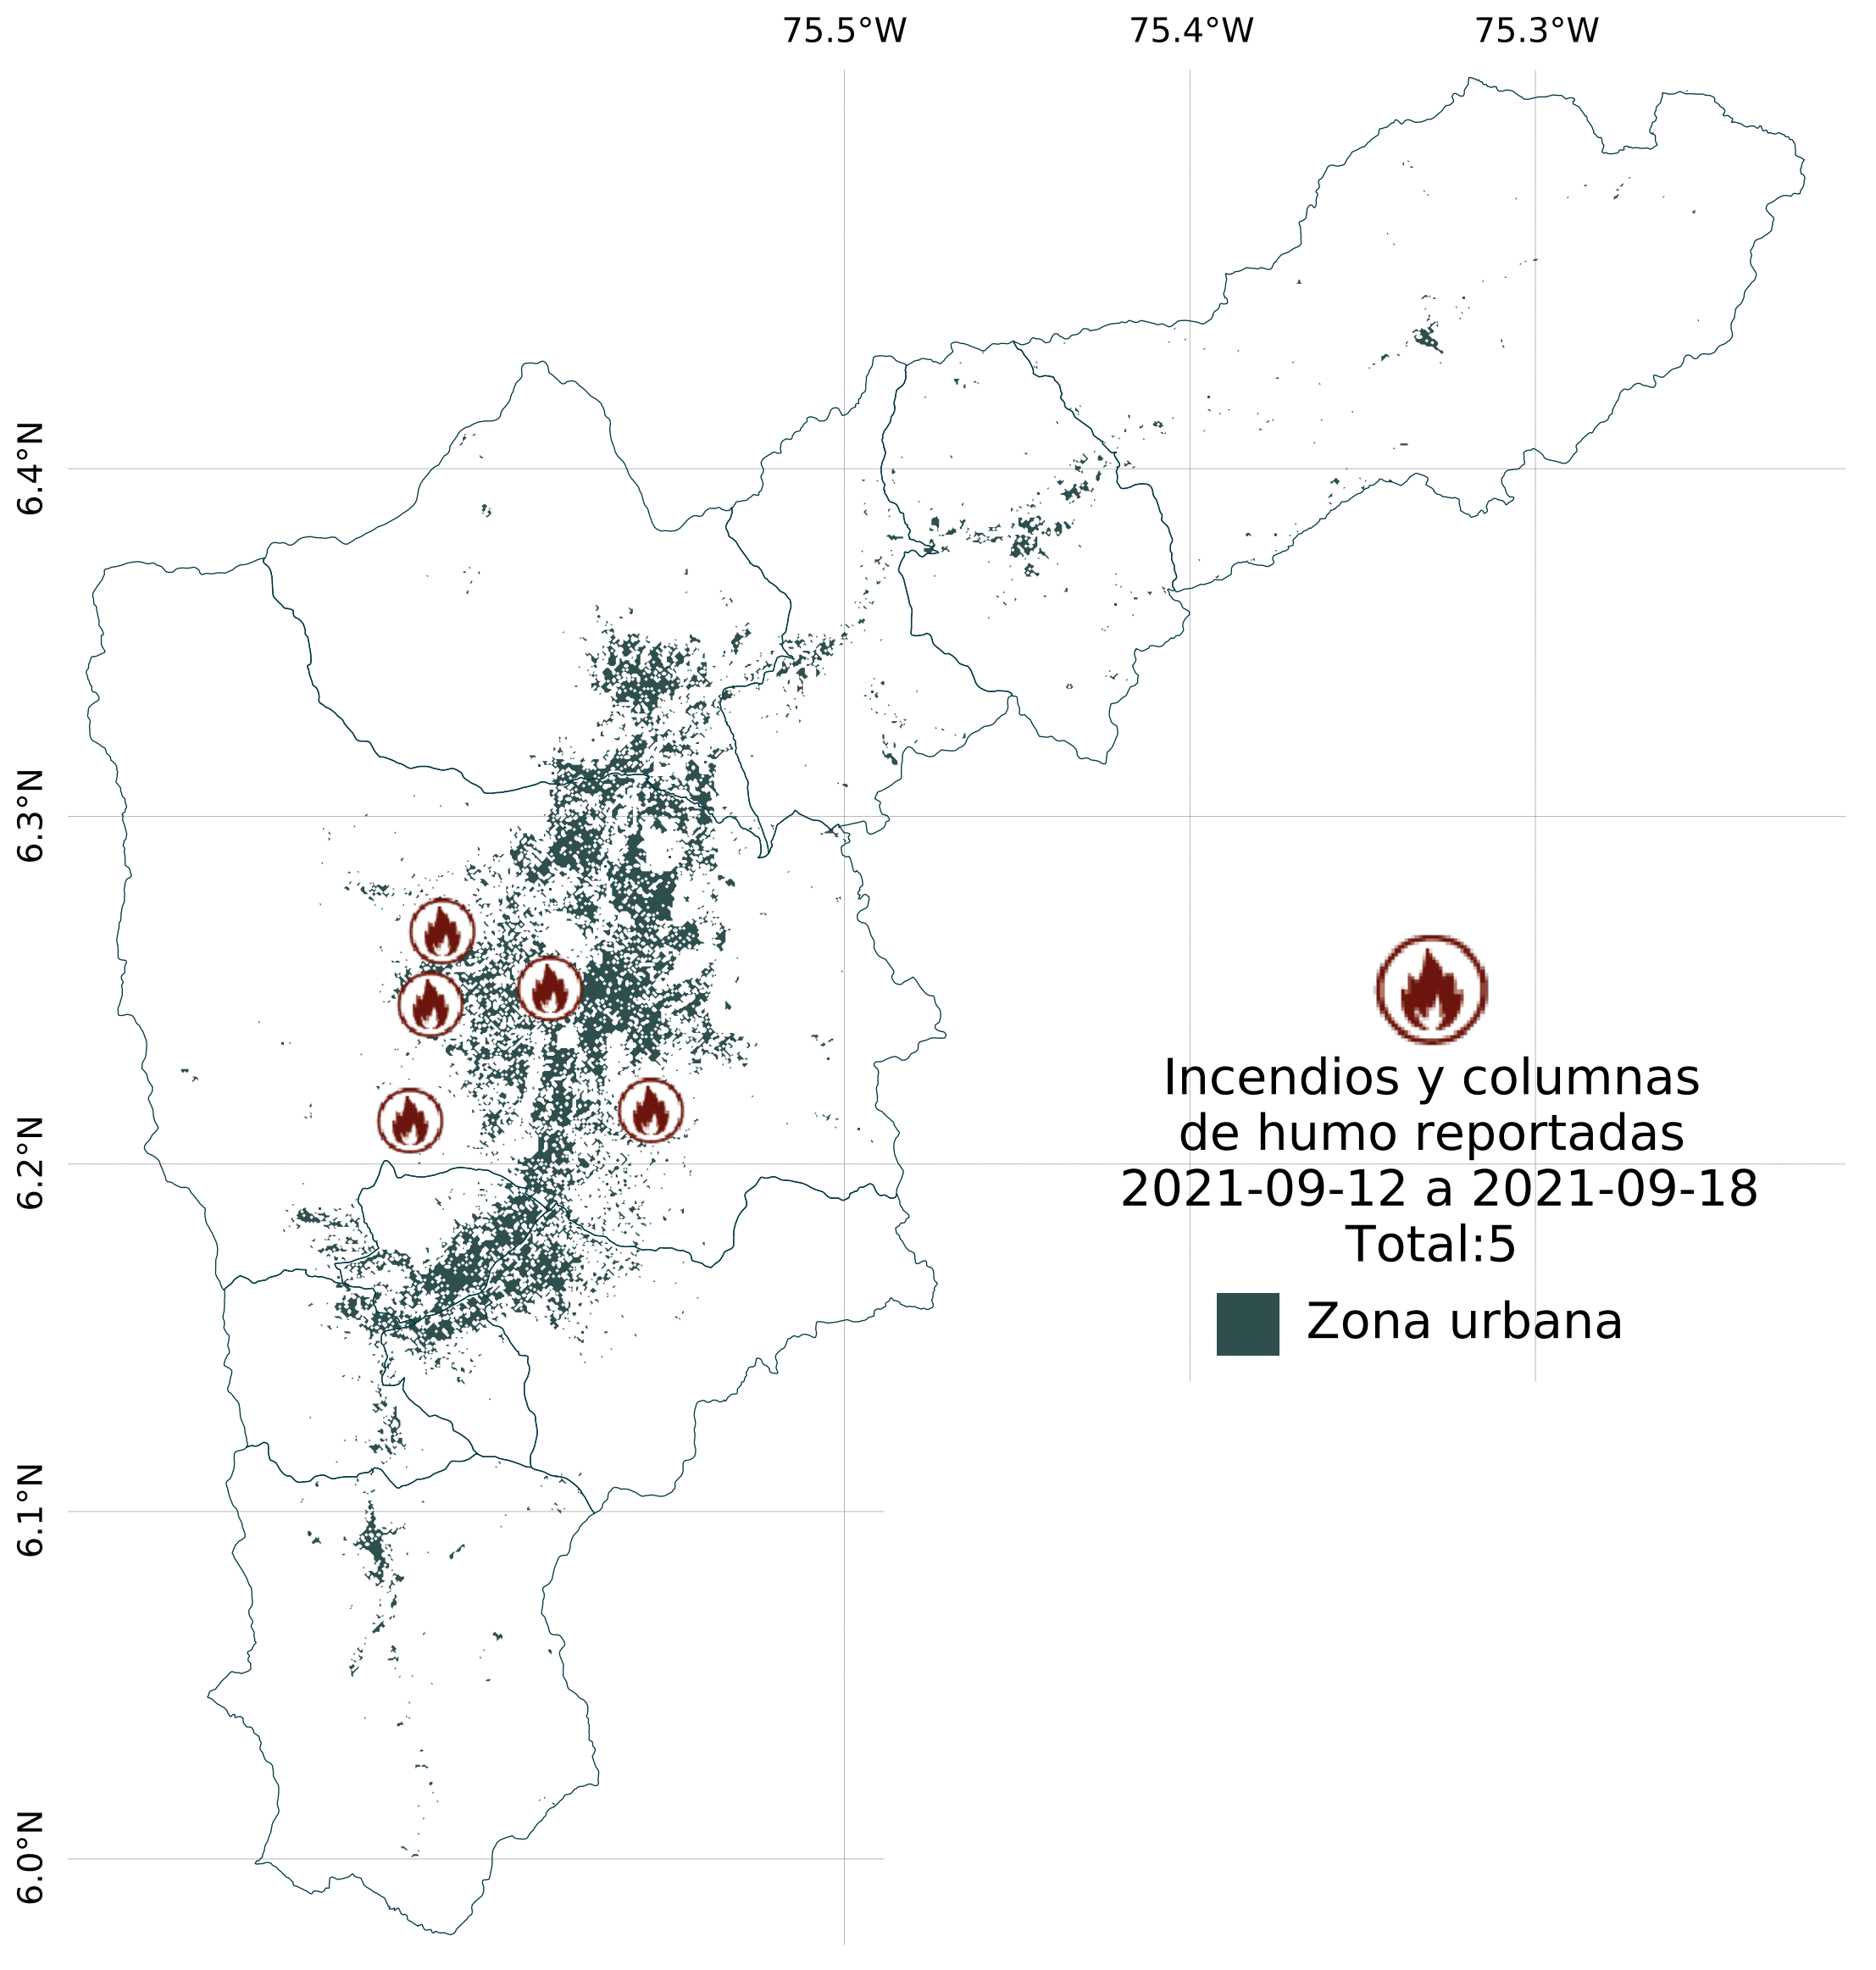 75.5°W 75.4°W 75.3°W
6.4°N
6.3°N
6.2°N
6.1°N
6.0°N
Incendios y columnas
de humo reportadas
2021-09-12 a 2021-09-18
Total:5
Zona urbana